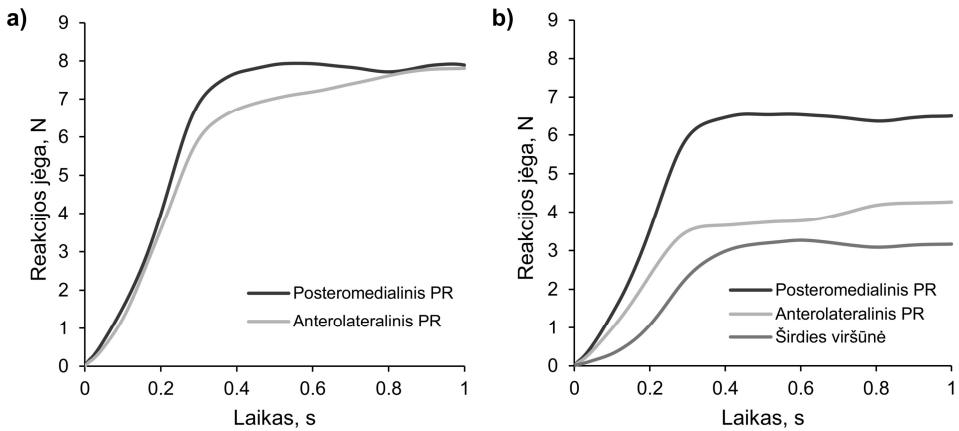 a)
9
8
7
6
5
4
3
2
1
0
Reakcijos jėga, N
Posteromedialinis PR
Anterolateralinis PR
0 0.2 0.4 0.6 0.8 1
Laikas, s
b)
9
8
7
6
5
4
3
2
1
0
Reakcijos jėga, N
Posteromedialinis PR
Anterolateralinis PR
Širdies viršūnė
0 0.2 0.4 0.6 0.8 1
Laikas, s